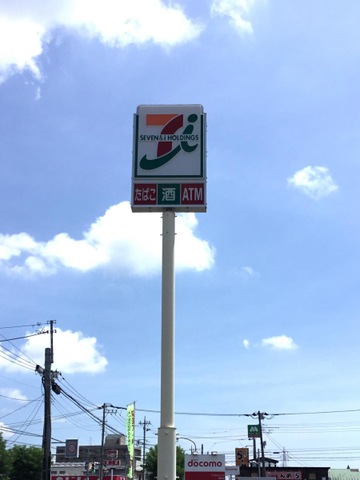 SEVEN & i HOLDINGS
たばこ 酒 ATM
docomo